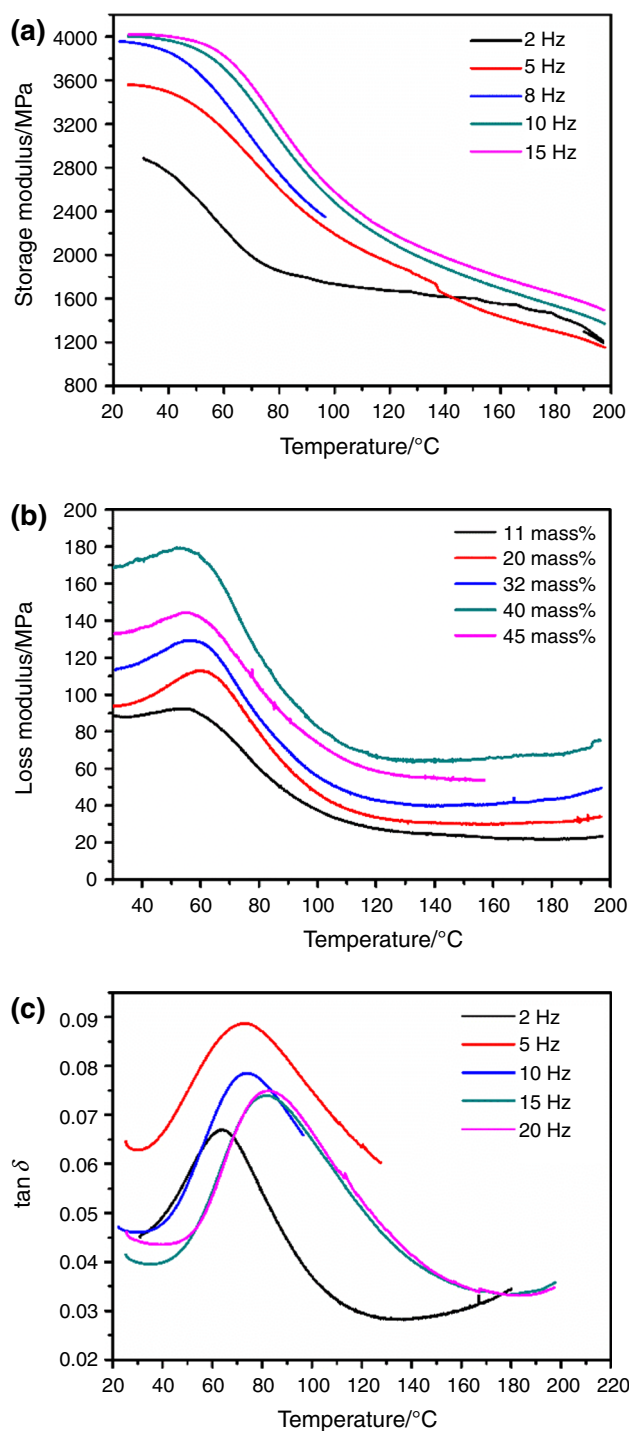 (a)
4000
3600
3200
2800
2400
2000
1600
1200
800
Storage modulus/MPa
2 Hz
5 Hz
8 Hz
10 Hz
15 Hz
20 40 60 80 100 120 140 160 180 200
Temperature/°C
(b)
200
180
160
140
120
100
80
60
40
20
0
Loss modulus/MPa
11 mass%
20 mass%
32 mass%
40 mass%
45 mass%
40 60 80 100 120 140 160 180 200
Temperature/°C
(c)
0.09
0.08
0.07
0.06
0.05
0.04
0.03
0.02
tan δ
2 Hz
5 Hz
10 Hz
15 Hz
20 Hz
20 40 60 80 100 120 140 160 180 200 220
Temperature/°C